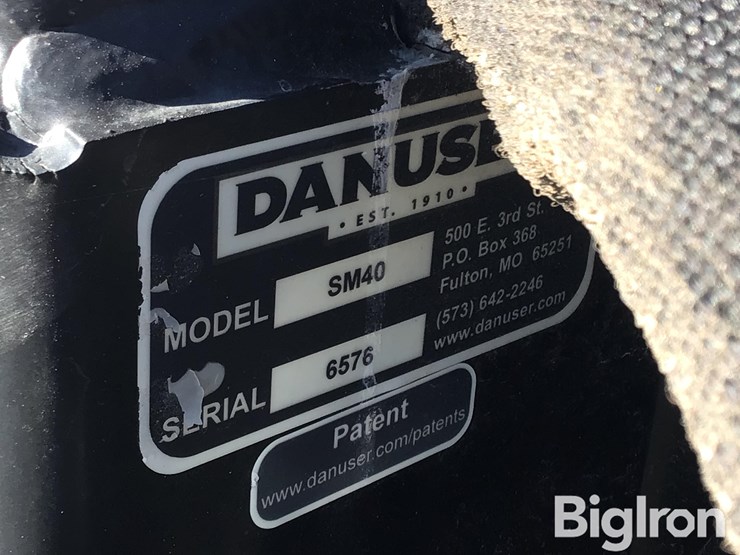 DANUSER
• EST. 1910 •
MODEL SM40
SERIAL 6576
500 E. 3rd St.
P.O. Box 368
Fulton, MO 65251
(573) 642-2246
www.danuser.com
Patent
www.danuser.com/patents
BigIron